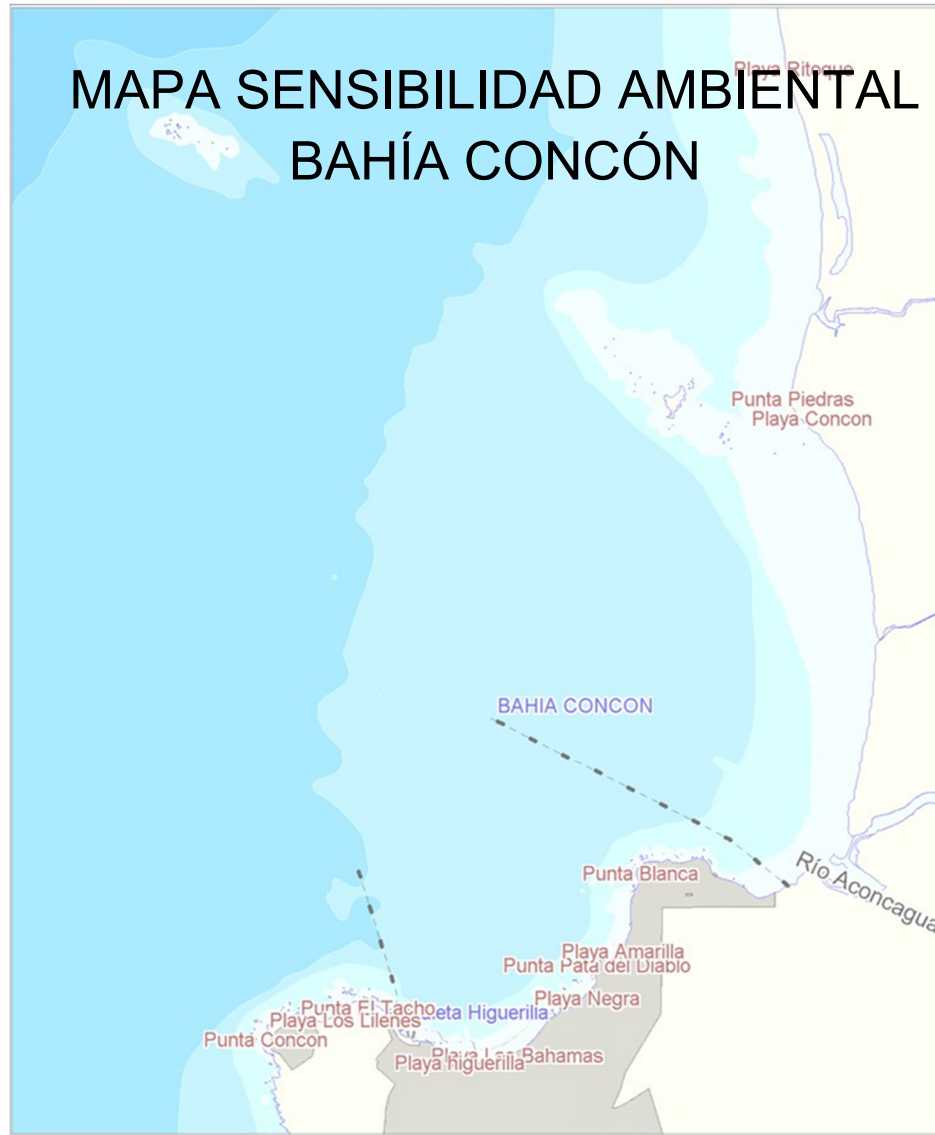 Playa Ritoque
MAPA SENSIBILIDAD AMBIENTAL
BAHÍA CONCÓN
Punta Piedras
Playa Concon
BAHIA CONCON
Río Aconcagua
Punta Blanca
Playa Amarilla
Punta Pata del Diablo
Playa Negra
Punta El Tacho
Higuerilla
Playa Los Lilenes
Punta Concon
Playa Las Bahamas
Playa higuerilla